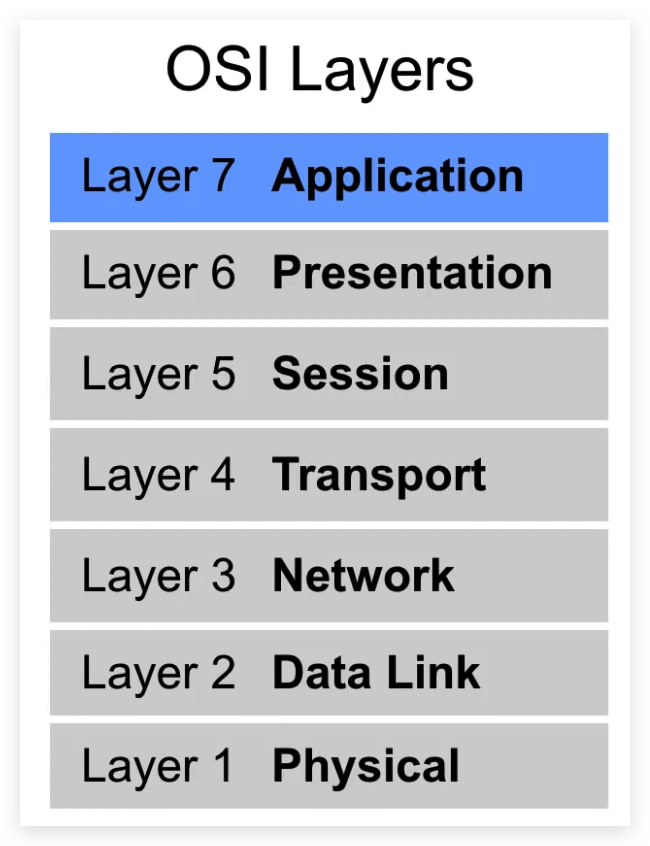 OSI Layers
Layer 7 Application
Layer 6 Presentation
Layer 5 Session
Layer 4 Transport
Layer 3 Network
Layer 2 Data Link
Layer 1 Physical